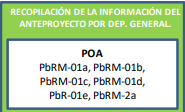 RECOPILACIÓN DE LA INFORMACIÓN DEL
ANTEPROYECTO POR DEP. GENERAL.
POA
PbRM-01a, PbRM-01b,
PbRM-01c, PbRM-01d,
PbR-01e, PbRM-2a